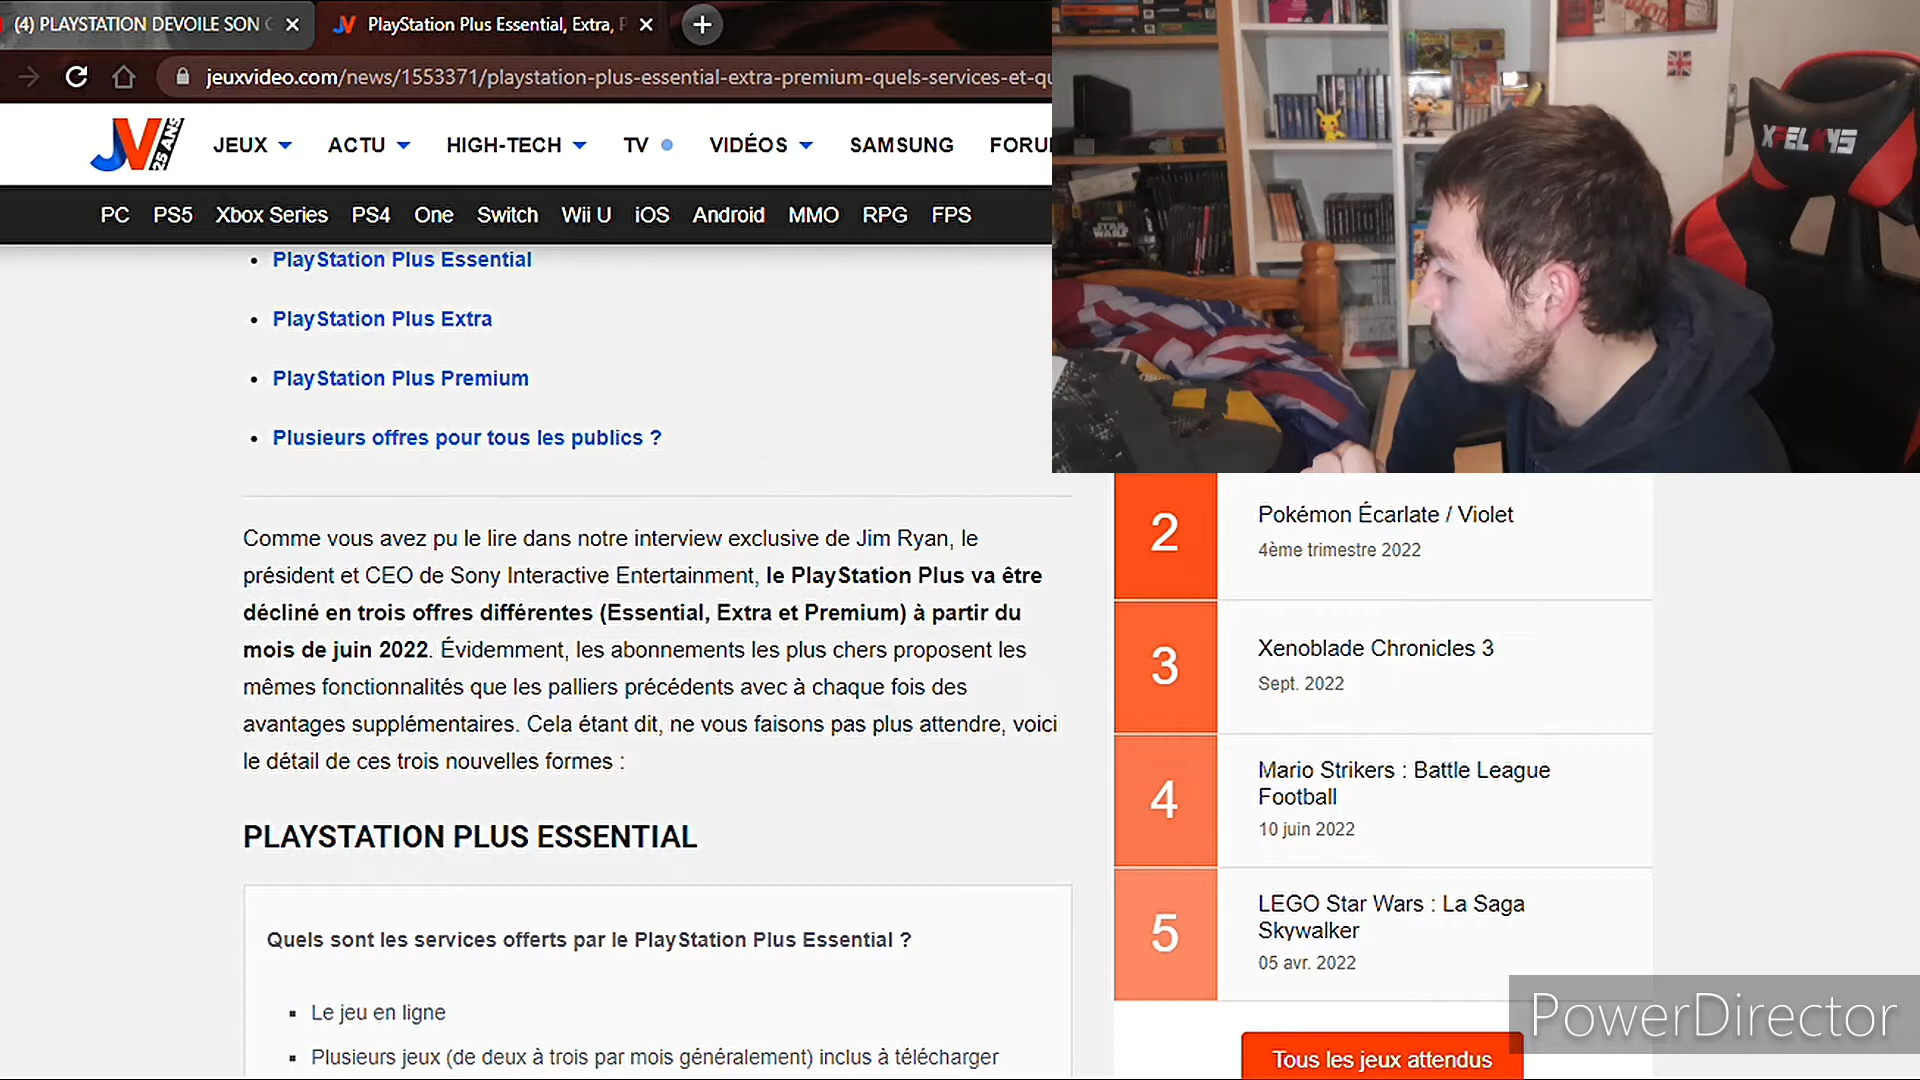 (4) PLAYSTATION DEVOILE SON
PlayStation Plus Essential, Extra,
jeuxvideo.com/news/1553371/playstation-plus-essential-extra-premium-quels-services-et-qu
JV 25 ANS
JEUX ACTU HIGH-TECH TV VIDÉOS SAMSUNG FORU
PC PS5 Xbox Series PS4 One Switch Wii U iOS Android MMO RPG FPS
PlayStation Plus Essential
PlayStation Plus Extra
PlayStation Plus Premium
Plusieurs offres pour tous les publics ?
Comme vous avez pu le lire dans notre interview exclusive de Jim Ryan, le
président et CEO de Sony Interactive Entertainment, le PlayStation Plus va être
décliné en trois offres différentes (Essential, Extra et Premium) à partir du
mois de juin 2022. Évidemment, les abonnements les plus chers proposent les
mêmes fonctionnalités que les palliers précédents avec à chaque fois des
avantages supplémentaires. Cela étant dit, ne vous faisons pas plus attendre, voici
le détail de ces trois nouvelles formes :
PLAYSTATION PLUS ESSENTIAL
Quels sont les services offerts par le PlayStation Plus Essential ?
Le jeu en ligne
Plusieurs jeux (de deux à trois par mois généralement) inclus à télécharger
STAR WARS
2
Pokémon Écarlate / Violet
4ème trimestre 2022
3
Xenoblade Chronicles 3
Sept. 2022
4
Mario Strikers : Battle League
Football
10 juin 2022
5
LEGO Star Wars : La Saga
Skywalker
05 avr. 2022
Tous les jeux attendus
PowerDirector